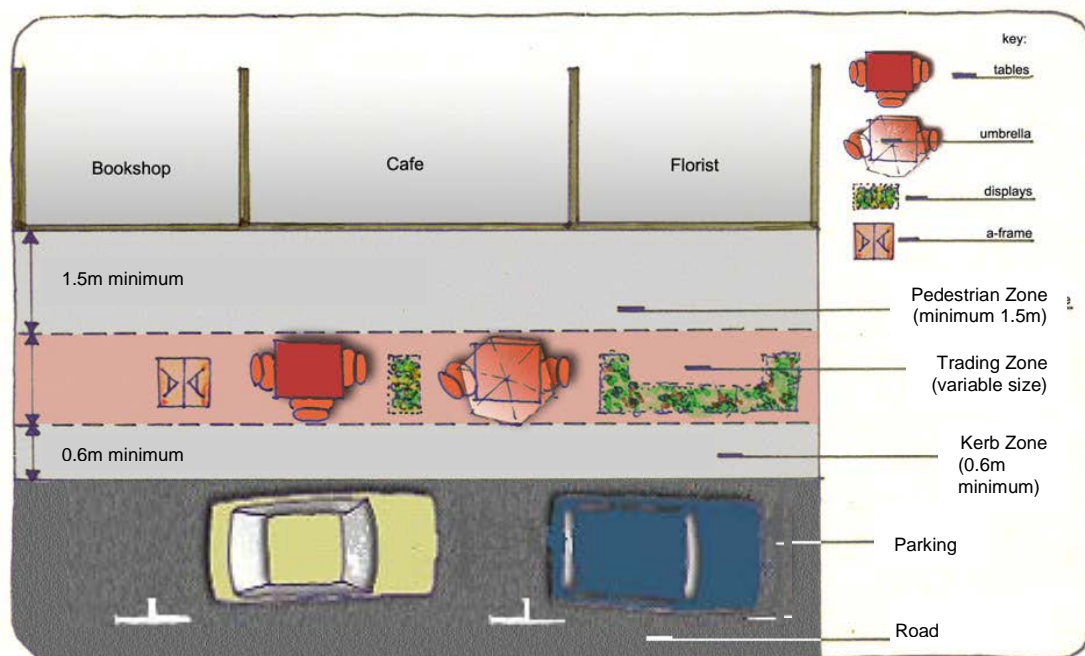 key:
tables
umbrella
displays
a-frame
Bookshop
Cafe
Florist
1.5m minimum
Pedestrian Zone
(minimum 1.5m)
Trading Zone
(variable size)
0.6m minimum
Kerb Zone
(0.6m
minimum)
Parking
Road